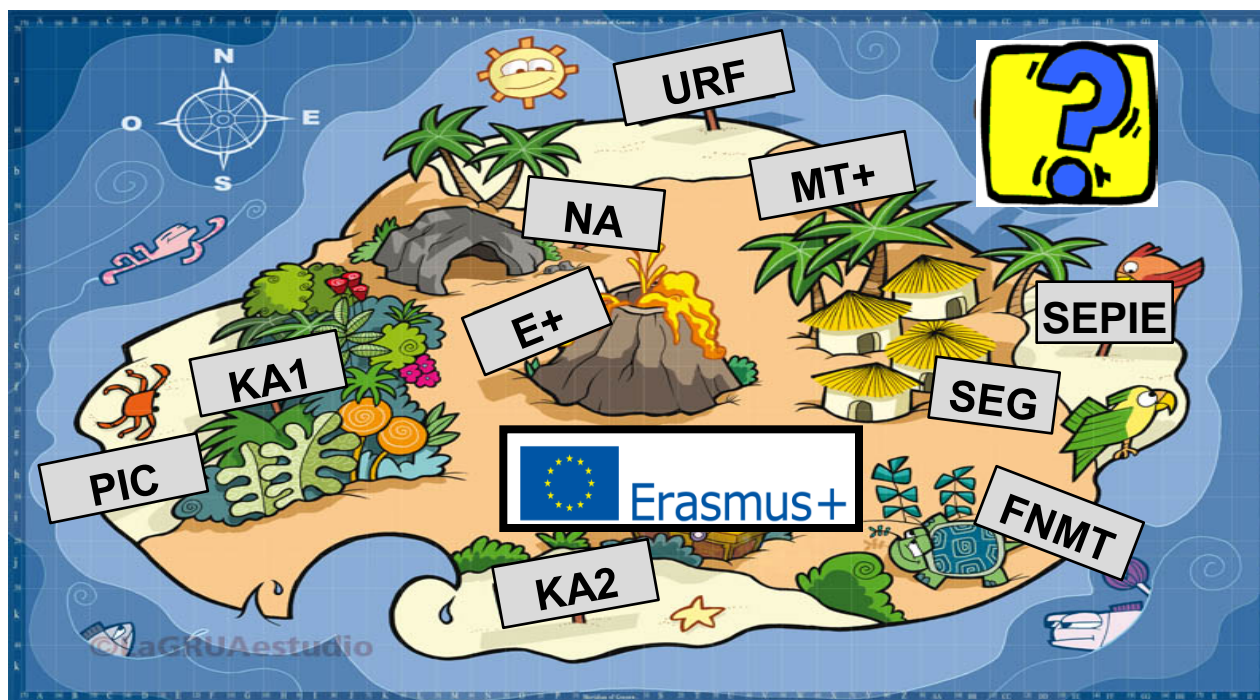 URF
N
O
E
S
MT+
NA
E+
SEPIE
KA1
SEG
PIC
Erasmus+
FNMT
KA2
?
©LaGRUAestudio